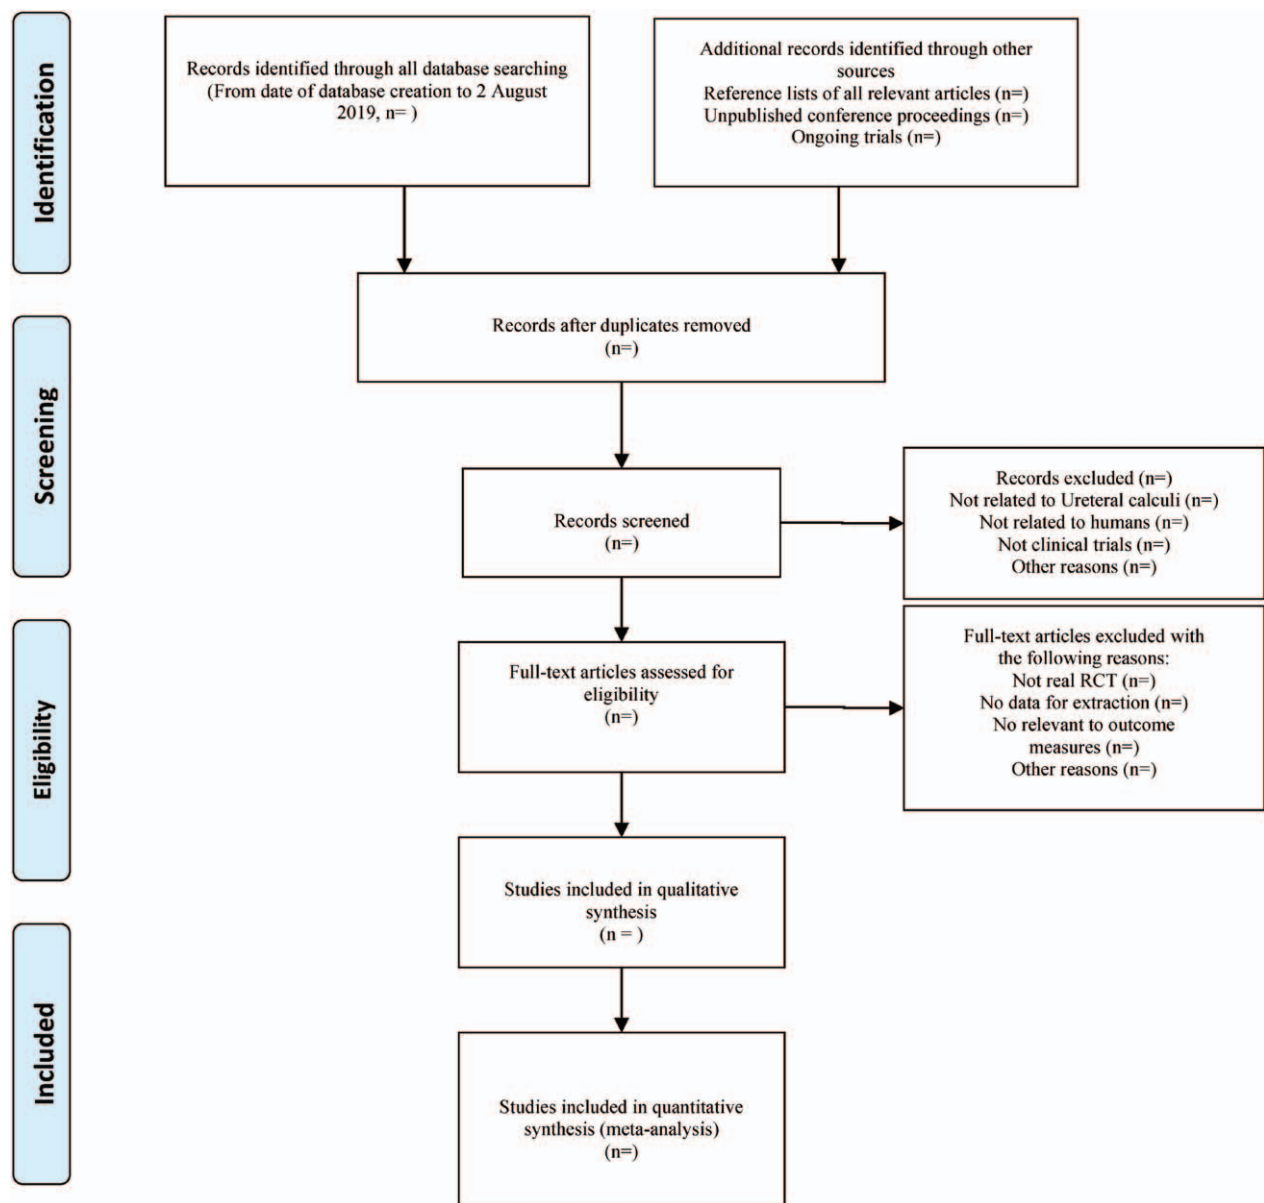 Identification
Records identified through all database searching
(From date of database creation to 2 August
2019, n= )
Additional records identified through other
sources
Reference lists of all relevant articles (n=)
Unpublished conference proceedings (n=)
Ongoing trials (n=)
Screening
Records after duplicates removed
(n=)
Records screened
(n=)
Records excluded (n=)
Not related to Ureteral calculi (n=)
Not related to humans (n=)
Not clinical trials (n=)
Other reasons (n=)
Eligibility
Full-text articles assessed for
eligibility
(n=)
Full-text articles excluded with
the following reasons:
Not real RCT (n=)
No data for extraction (n=)
No relevant to outcome
measures (n=)
Other reasons (n=)
Studies included in qualitative
synthesis
(n = )
Included
Studies included in quantitative
synthesis (meta-analysis)
(n=)